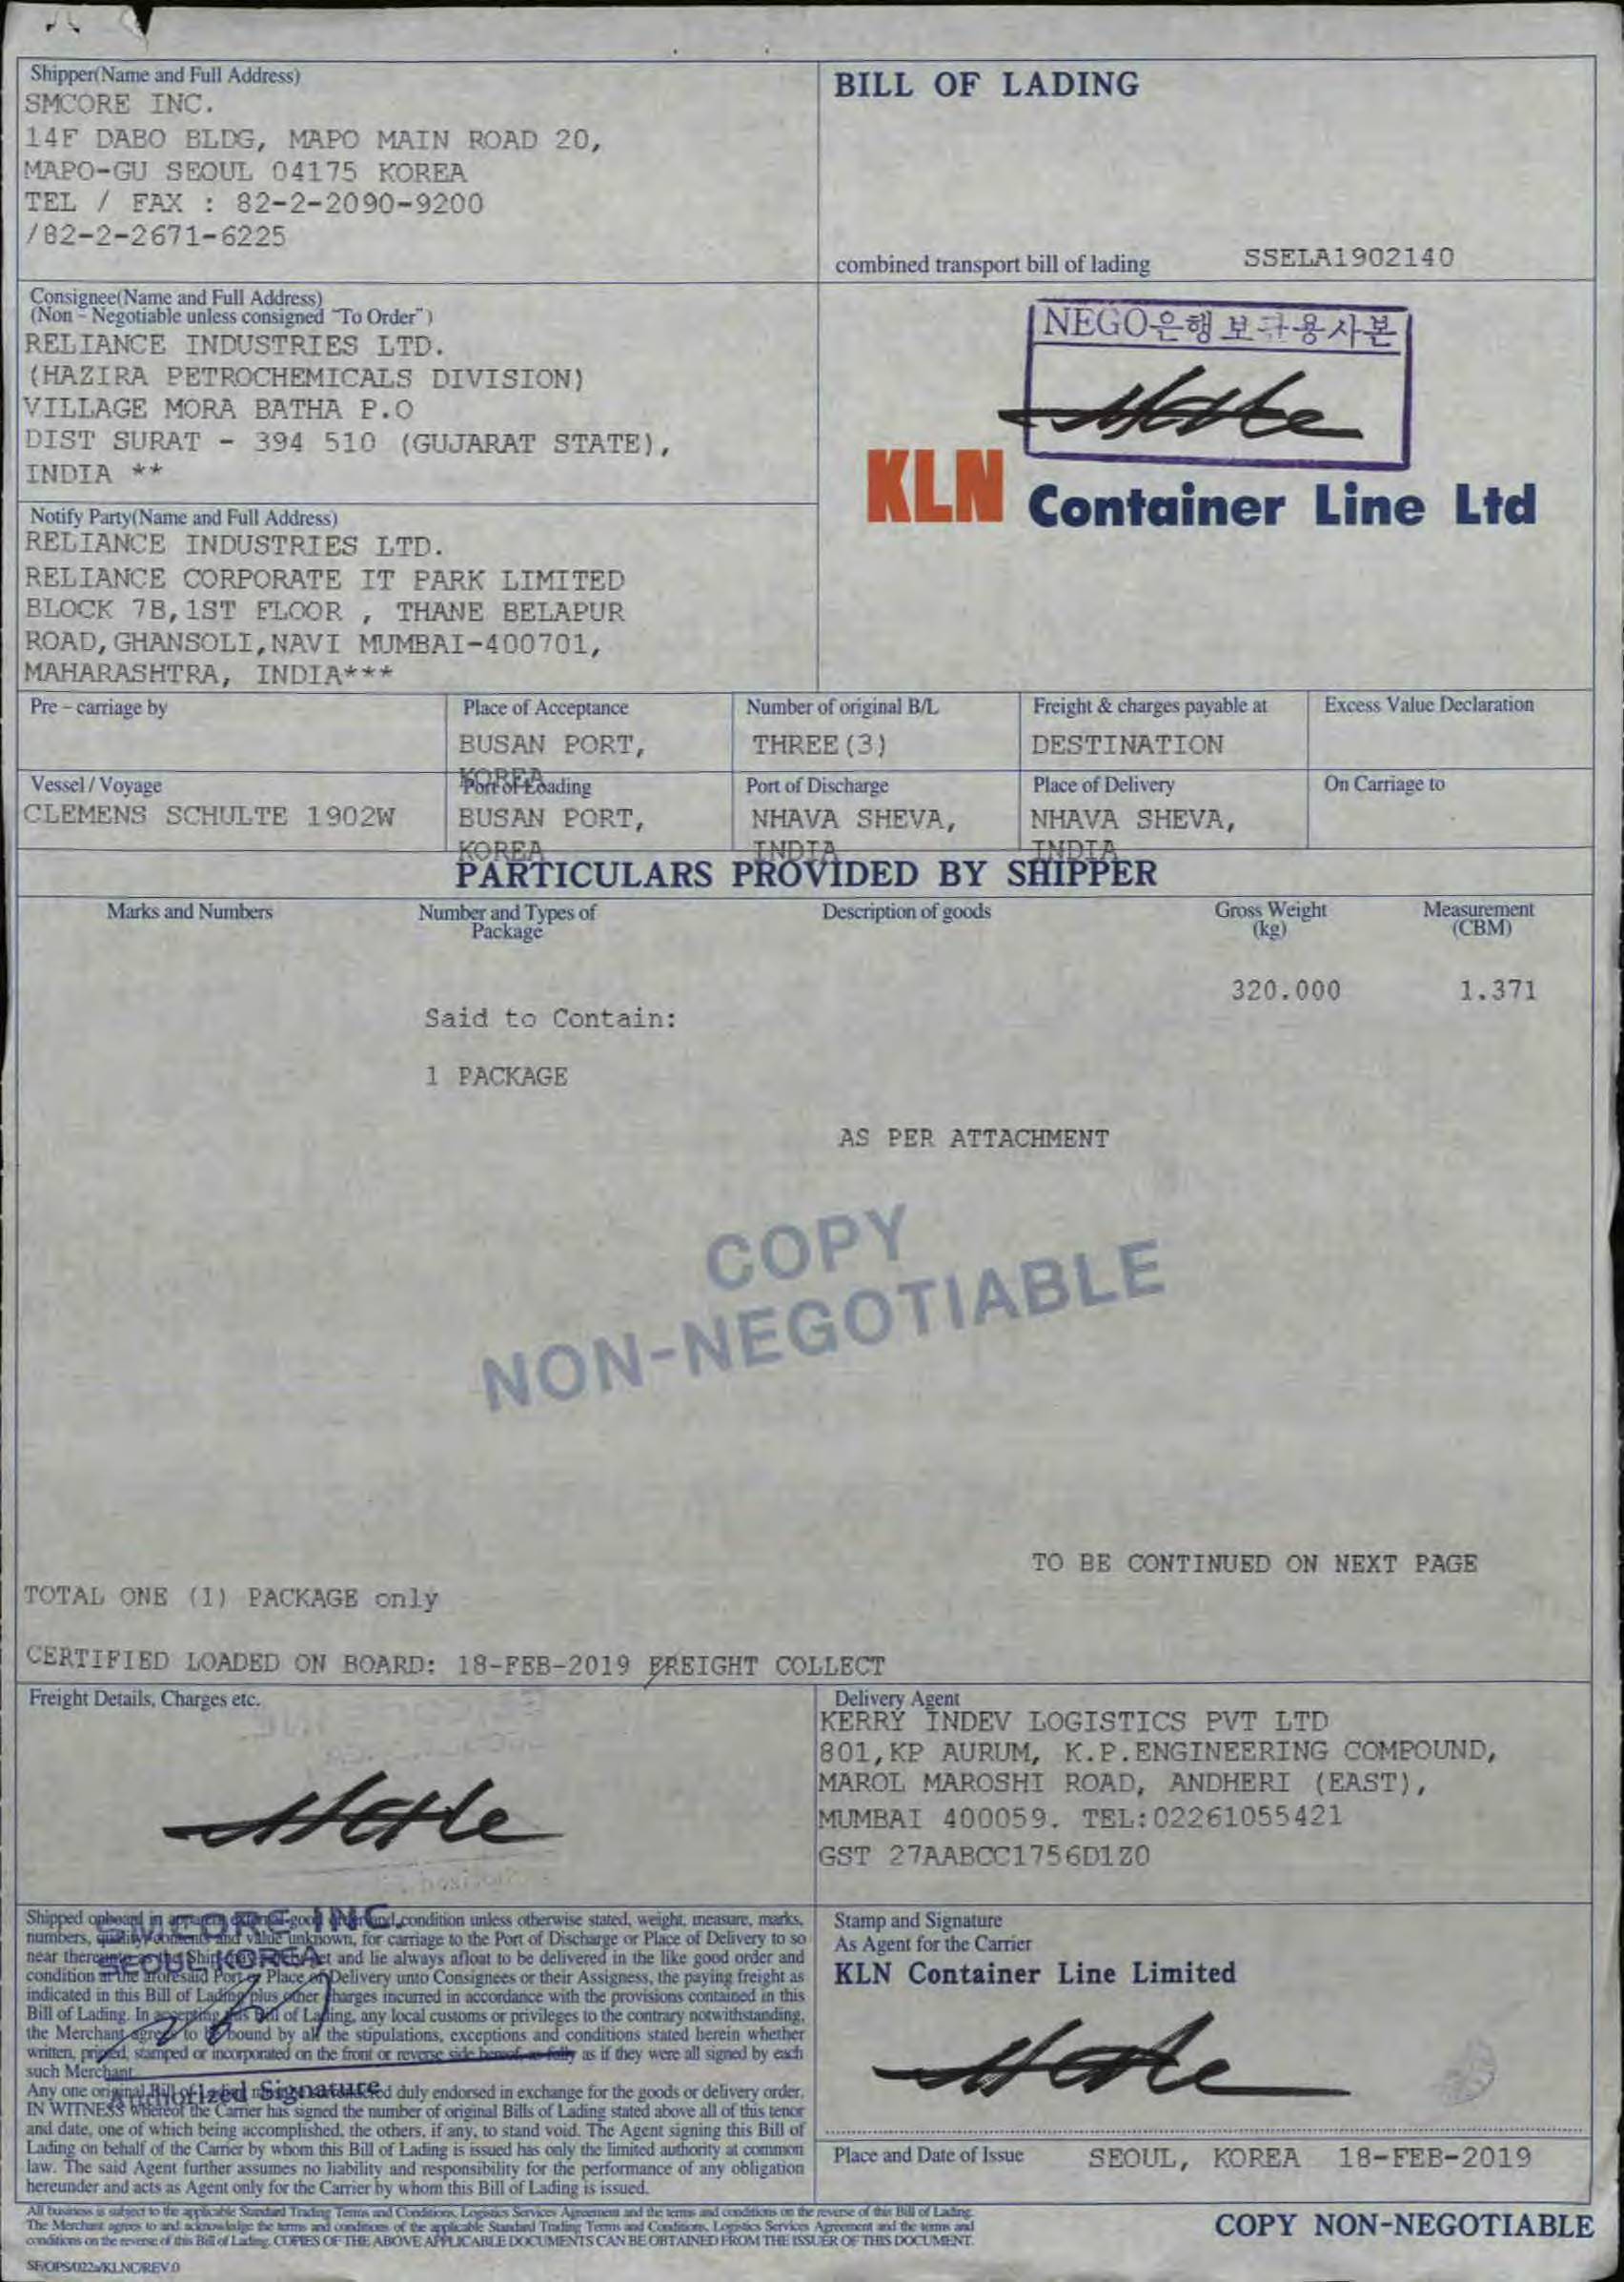 Shipper(Name and Full Address)
SMCORE INC.
14F DABO BLDG, MAPO MAIN ROAD 20,
MAPO-GU SEOUL 04175 KOREA
TEL / FAX : 82-2-2090-9200
/82-2-2671-6225
BILL OF LADING
combined transport bill of lading SSELA1902140
Consignee(Name and Full Address)
(Non - Negotiable unless consigned "To Order")
RELIANCE INDUSTRIES LTD.
(HAZIRA PETROCHEMICALS DIVISION)
VILLAGE MORA BATHA P.O
DIST SURAT - 394 510 (GUJARAT STATE),
INDIA **
NEGO은행 보관용사본
KLN Container Line Ltd
Notify Party(Name and Full Address)
RELIANCE INDUSTRIES LTD.
RELIANCE CORPORATE IT PARK LIMITED
BLOCK 7B,1ST FLOOR , THANE BELAPUR
ROAD,GHANSOLI,NAVI MUMBAI-400701,
MAHARASHTRA, INDIA***
Pre - carriage by
Place of Acceptance
BUSAN PORT,
KOREA
Number of original B/L
THREE(3)
Freight & charges payable at
DESTINATION
Excess Value Declaration
Vessel / Voyage
CLEMENS SCHULTE 1902W
Port of Loading
BUSAN PORT,
KOREA
Port of Discharge
NHAVA SHEVA,
INDIA
Place of Delivery
NHAVA SHEVA,
INDIA
On Carriage to
PARTICULARS PROVIDED BY SHIPPER
Marks and Numbers
Number and Types of
Package
Description of goods
Gross Weight
(kg)
Measurement
(CBM)
320.000 1.371
Said to Contain:
1 PACKAGE
AS PER ATTACHMENT
COPY
NON-NEGOTIABLE
TO BE CONTINUED ON NEXT PAGE
TOTAL ONE (1) PACKAGE only
CERTIFIED LOADED ON BOARD: 18-FEB-2019 FREIGHT COLLECT
Freight Details, Charges etc.
Delivery Agent
KERRY INDEV LOGISTICS PVT LTD
801,KP AURUM, K.P.ENGINEERING COMPOUND,
MAROL MAROSHI ROAD, ANDHERI (EAST),
MUMBAI 400059. TEL:02261055421
GST 27AABCC1756D1Z0
Shipped onboard in apparent external good order and condition unless otherwise stated, weight, measure, marks,
numbers, quality, contents and value unknown, for carriage to the Port of Discharge or Place of Delivery to so
near thereunto as the Ship may safely get and lie always afloat to be delivered in the like good order and
condition at the aforesaid Port or Place of Delivery unto Consignees or their Assigness, the paying freight as
indicated in this Bill of Lading plus other charges incurred in accordance with the provisions contained in this
Bill of Lading. In accepting this Bill of Lading, any local customs or privileges to the contrary notwithstanding,
the Merchant agrees to be bound by all the stipulations, exceptions and conditions stated herein whether
written, printed, stamped or incorporated on the front or reverse side hereof, as fully as if they were all signed by each
such Merchant.
Any one original Bill of Lading must be surrendered duly endorsed in exchange for the goods or delivery order.
IN WITNESS whereof the Carrier has signed the number of original Bills of Lading stated above all of this tenor
and date, one of which being accomplished, the others, if any, to stand void. The Agent signing this Bill of
Lading on behalf of the Carrier by whom this Bill of Lading is issued has only the limited authority at common
law. The said Agent further assumes no liability and responsibility for the performance of any obligation
hereunder and acts as Agent only for the Carrier by whom this Bill of Lading is issued.
SMCORE INC.
SEOUL KOREA
Authorized Signature
Stamp and Signature
As Agent for the Carrier
KLN Container Line Limited
Place and Date of Issue SEOUL, KOREA 18-FEB-2019
All business is subject to the applicable Standard Trading Terms and Conditions, Logistics Services Agreement and the terms and conditions on the reverse of this Bill of Lading.
The Merchant agrees to and acknowledge the terms and conditions of the applicable Standard Trading Terms and Conditions, Logistics Services Agreement and the terms and
conditions on the reverse of this Bill of Lading. COPIES OF THE ABOVE APPLICABLE DOCUMENTS CAN BE OBTAINED FROM THE ISSUER OF THIS DOCUMENT.
COPY NON-NEGOTIABLE
SF/OPS/022a/KLNC/REV.0